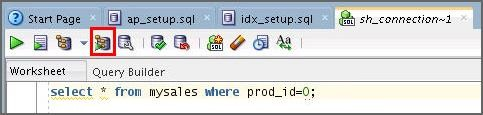 Start Page ap_setup.sql idx_setup.sql sh_connection~1
Worksheet Query Builder
select * from mysales where prod_id=0;